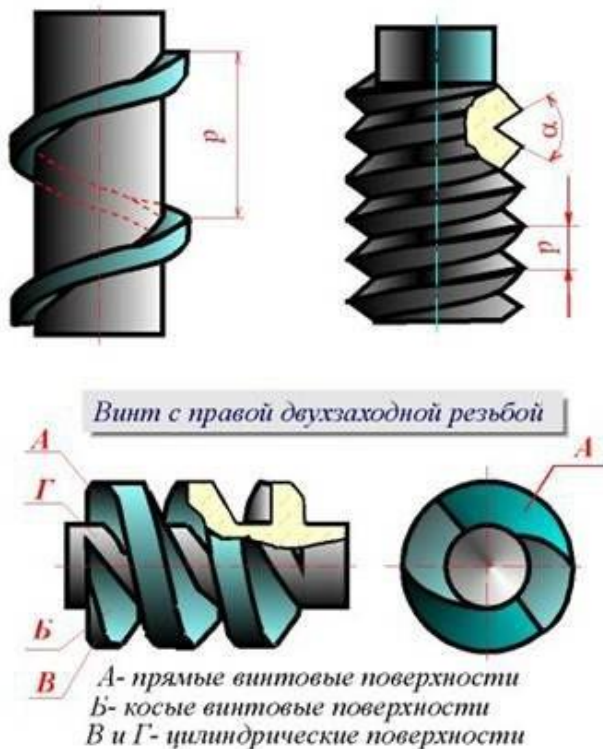 p
α
p
Винт с правой двухзаходной резьбой
А
Г
Б
В
А
А- прямые винтовые поверхности
Б- косые винтовые поверхности
В и Г- цилиндрические поверхности